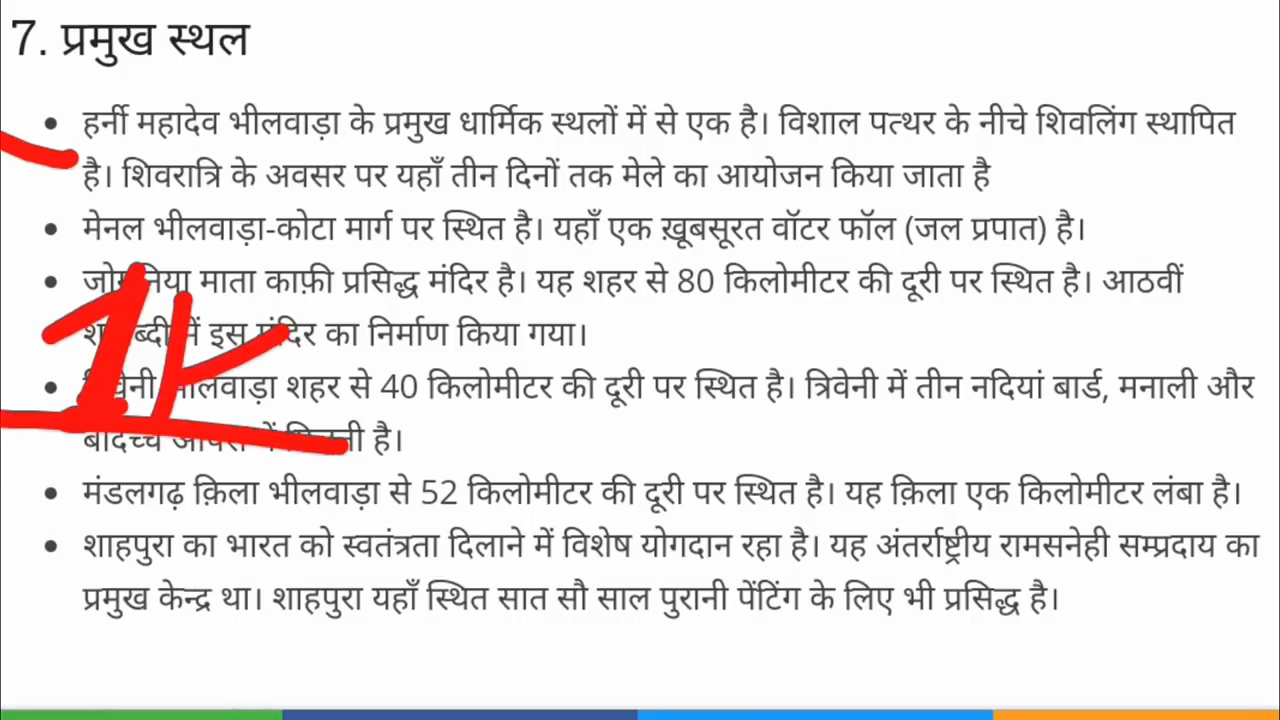 7. प्रमुख स्थल
हर्नी महादेव भीलवाड़ा के प्रमुख धार्मिक स्थलों में से एक है। विशाल पत्थर के नीचे शिवलिंग स्थापित
है। शिवरात्रि के अवसर पर यहाँ तीन दिनों तक मेले का आयोजन किया जाता है
मेनल भीलवाड़ा-कोटा मार्ग पर स्थित है। यहाँ एक ख़ूबसूरत वॉटर फॉल (जल प्रपात) है।
माता काफ़ी प्रसिद्ध मंदिर है। यह शहर से 80 किलोमीटर की दूरी पर स्थित है। आठवीं
में इस मंदिर का निर्माण किया गया।
भीलवाड़ा शहर से 40 किलोमीटर की दूरी पर स्थित है। त्रिवेनी में तीन नदियां बार्ड, मनाली और
है।
मंडलगढ़ क़िला भीलवाड़ा से 52 किलोमीटर की दूरी पर स्थित है। यह क़िला एक किलोमीटर लंबा है।
शाहपुरा का भारत को स्वतंत्रता दिलाने में विशेष योगदान रहा है। यह अंतर्राष्ट्रीय रामसनेही सम्प्रदाय का
प्रमुख केन्द्र था। शाहपुरा यहाँ स्थित सात सौ साल पुरानी पेंटिंग के लिए भी प्रसिद्ध है।